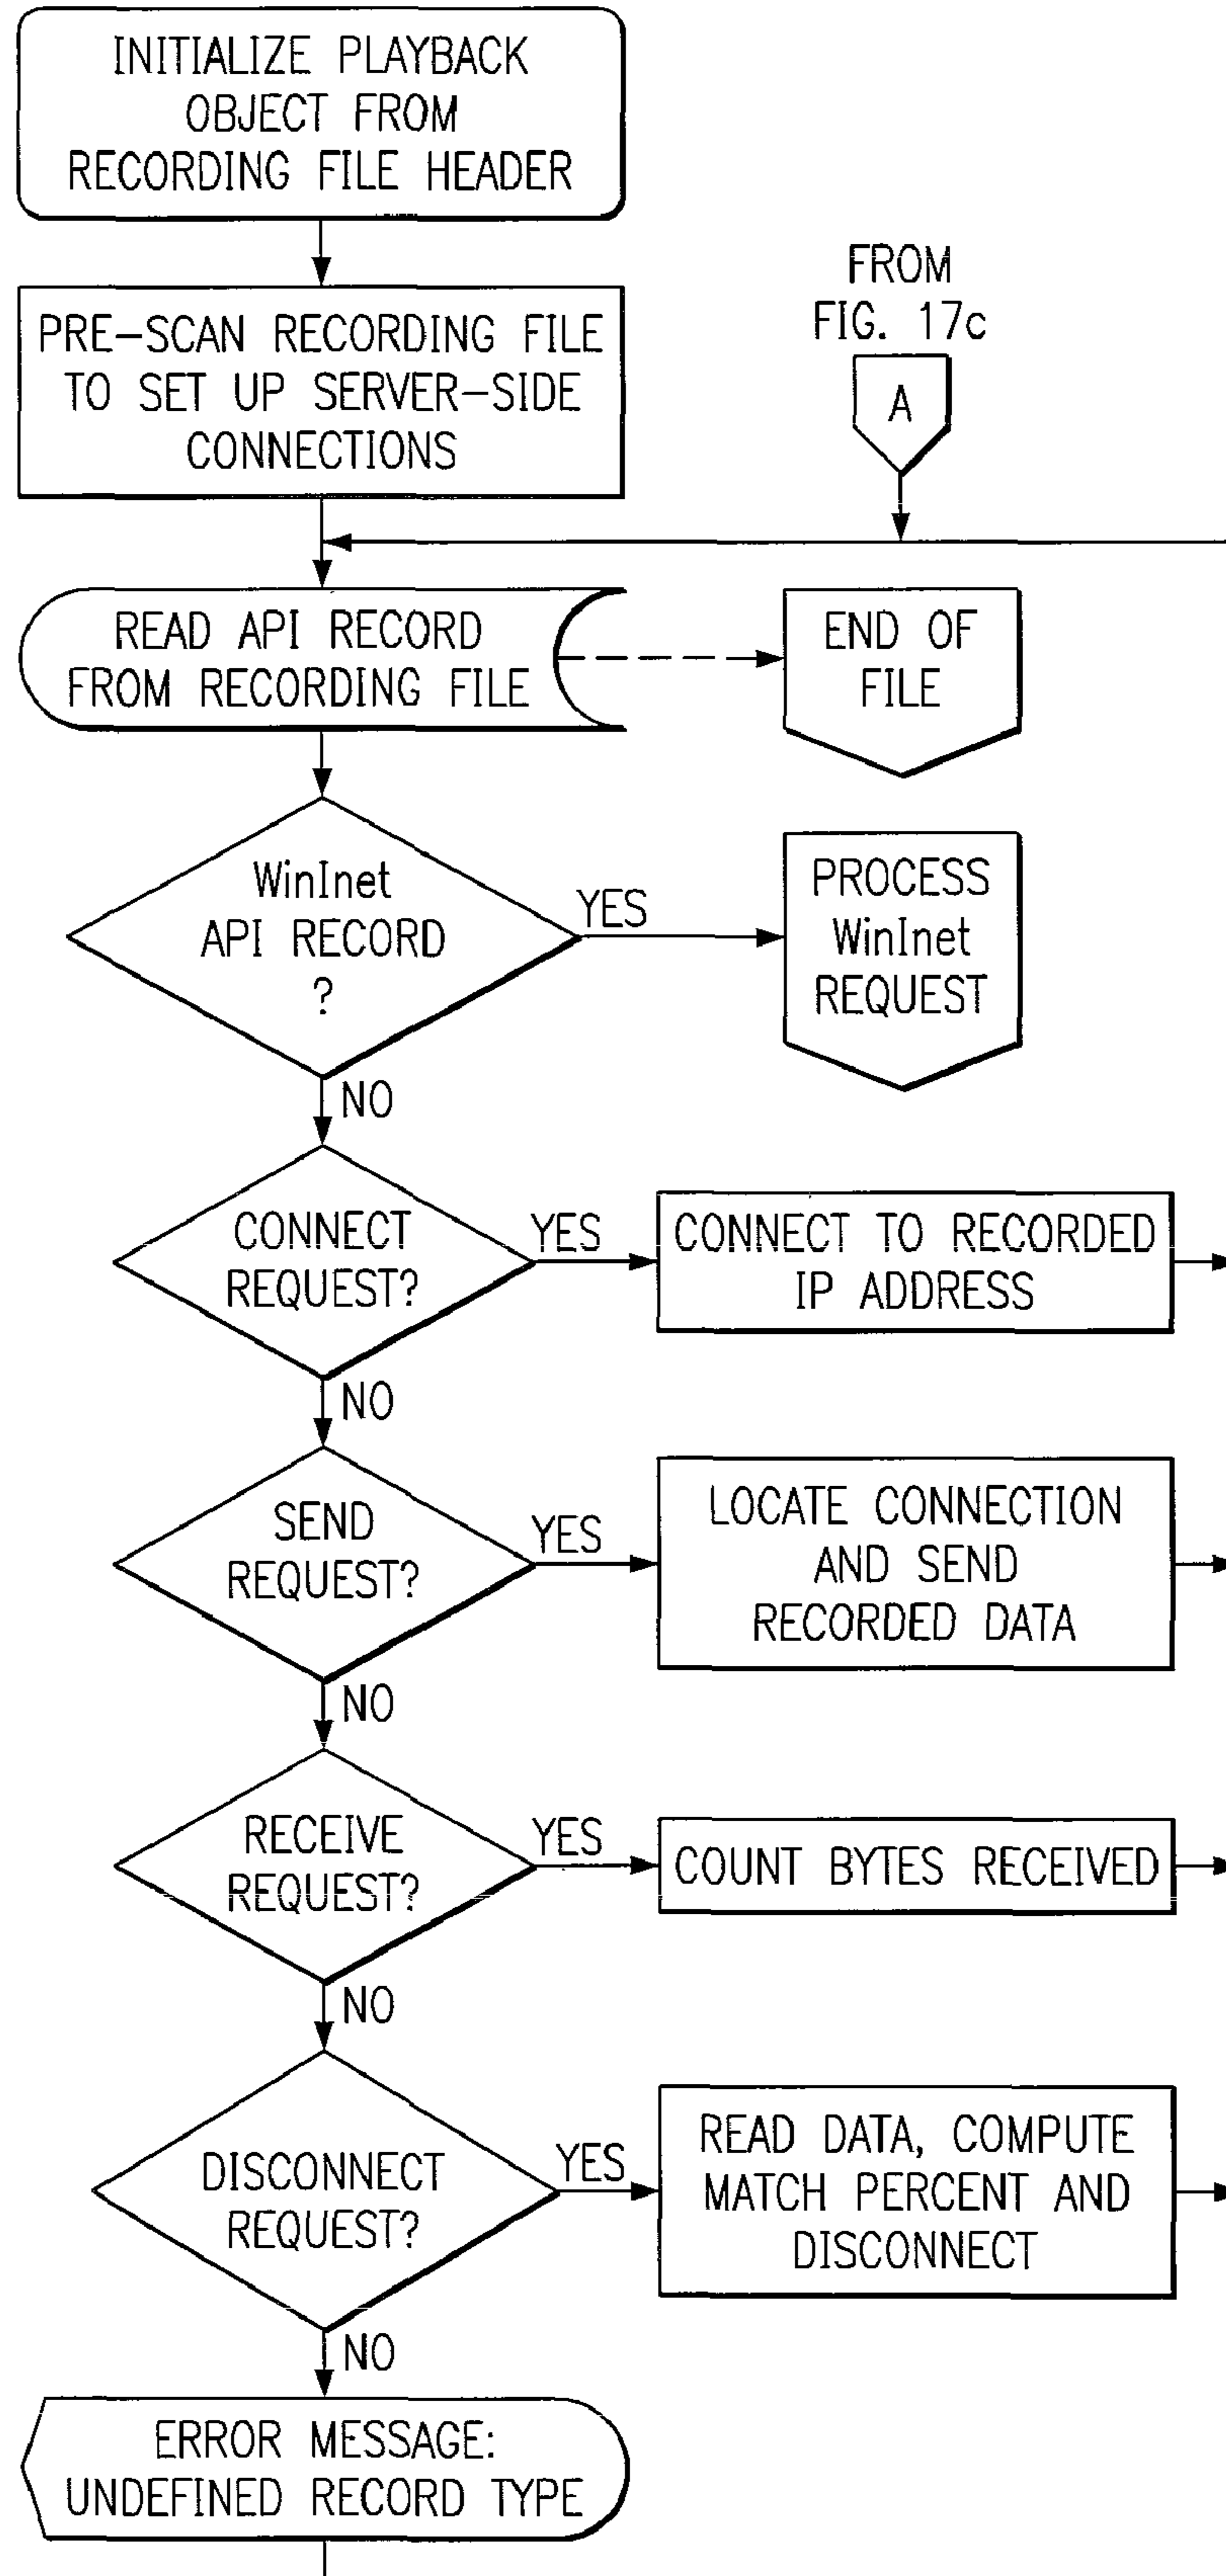 INITIALIZE PLAYBACK
OBJECT FROM
RECORDING FILE HEADER
PRE-SCAN RECORDING FILE
TO SET UP SERVER-SIDE
CONNECTIONS
FROM
FIG. 17c
A
READ API RECORD
FROM RECORDING FILE
END OF
FILE
WinInet
API RECORD
?
YES
PROCESS
WinInet
REQUEST
NO
CONNECT
REQUEST?
YES
CONNECT TO RECORDED
IP ADDRESS
NO
SEND
REQUEST?
YES
LOCATE CONNECTION
AND SEND
RECORDED DATA
NO
RECEIVE
REQUEST?
YES
COUNT BYTES RECEIVED
NO
DISCONNECT
REQUEST?
YES
READ DATA, COMPUTE
MATCH PERCENT AND
DISCONNECT
NO
ERROR MESSAGE:
UNDEFINED RECORD TYPE